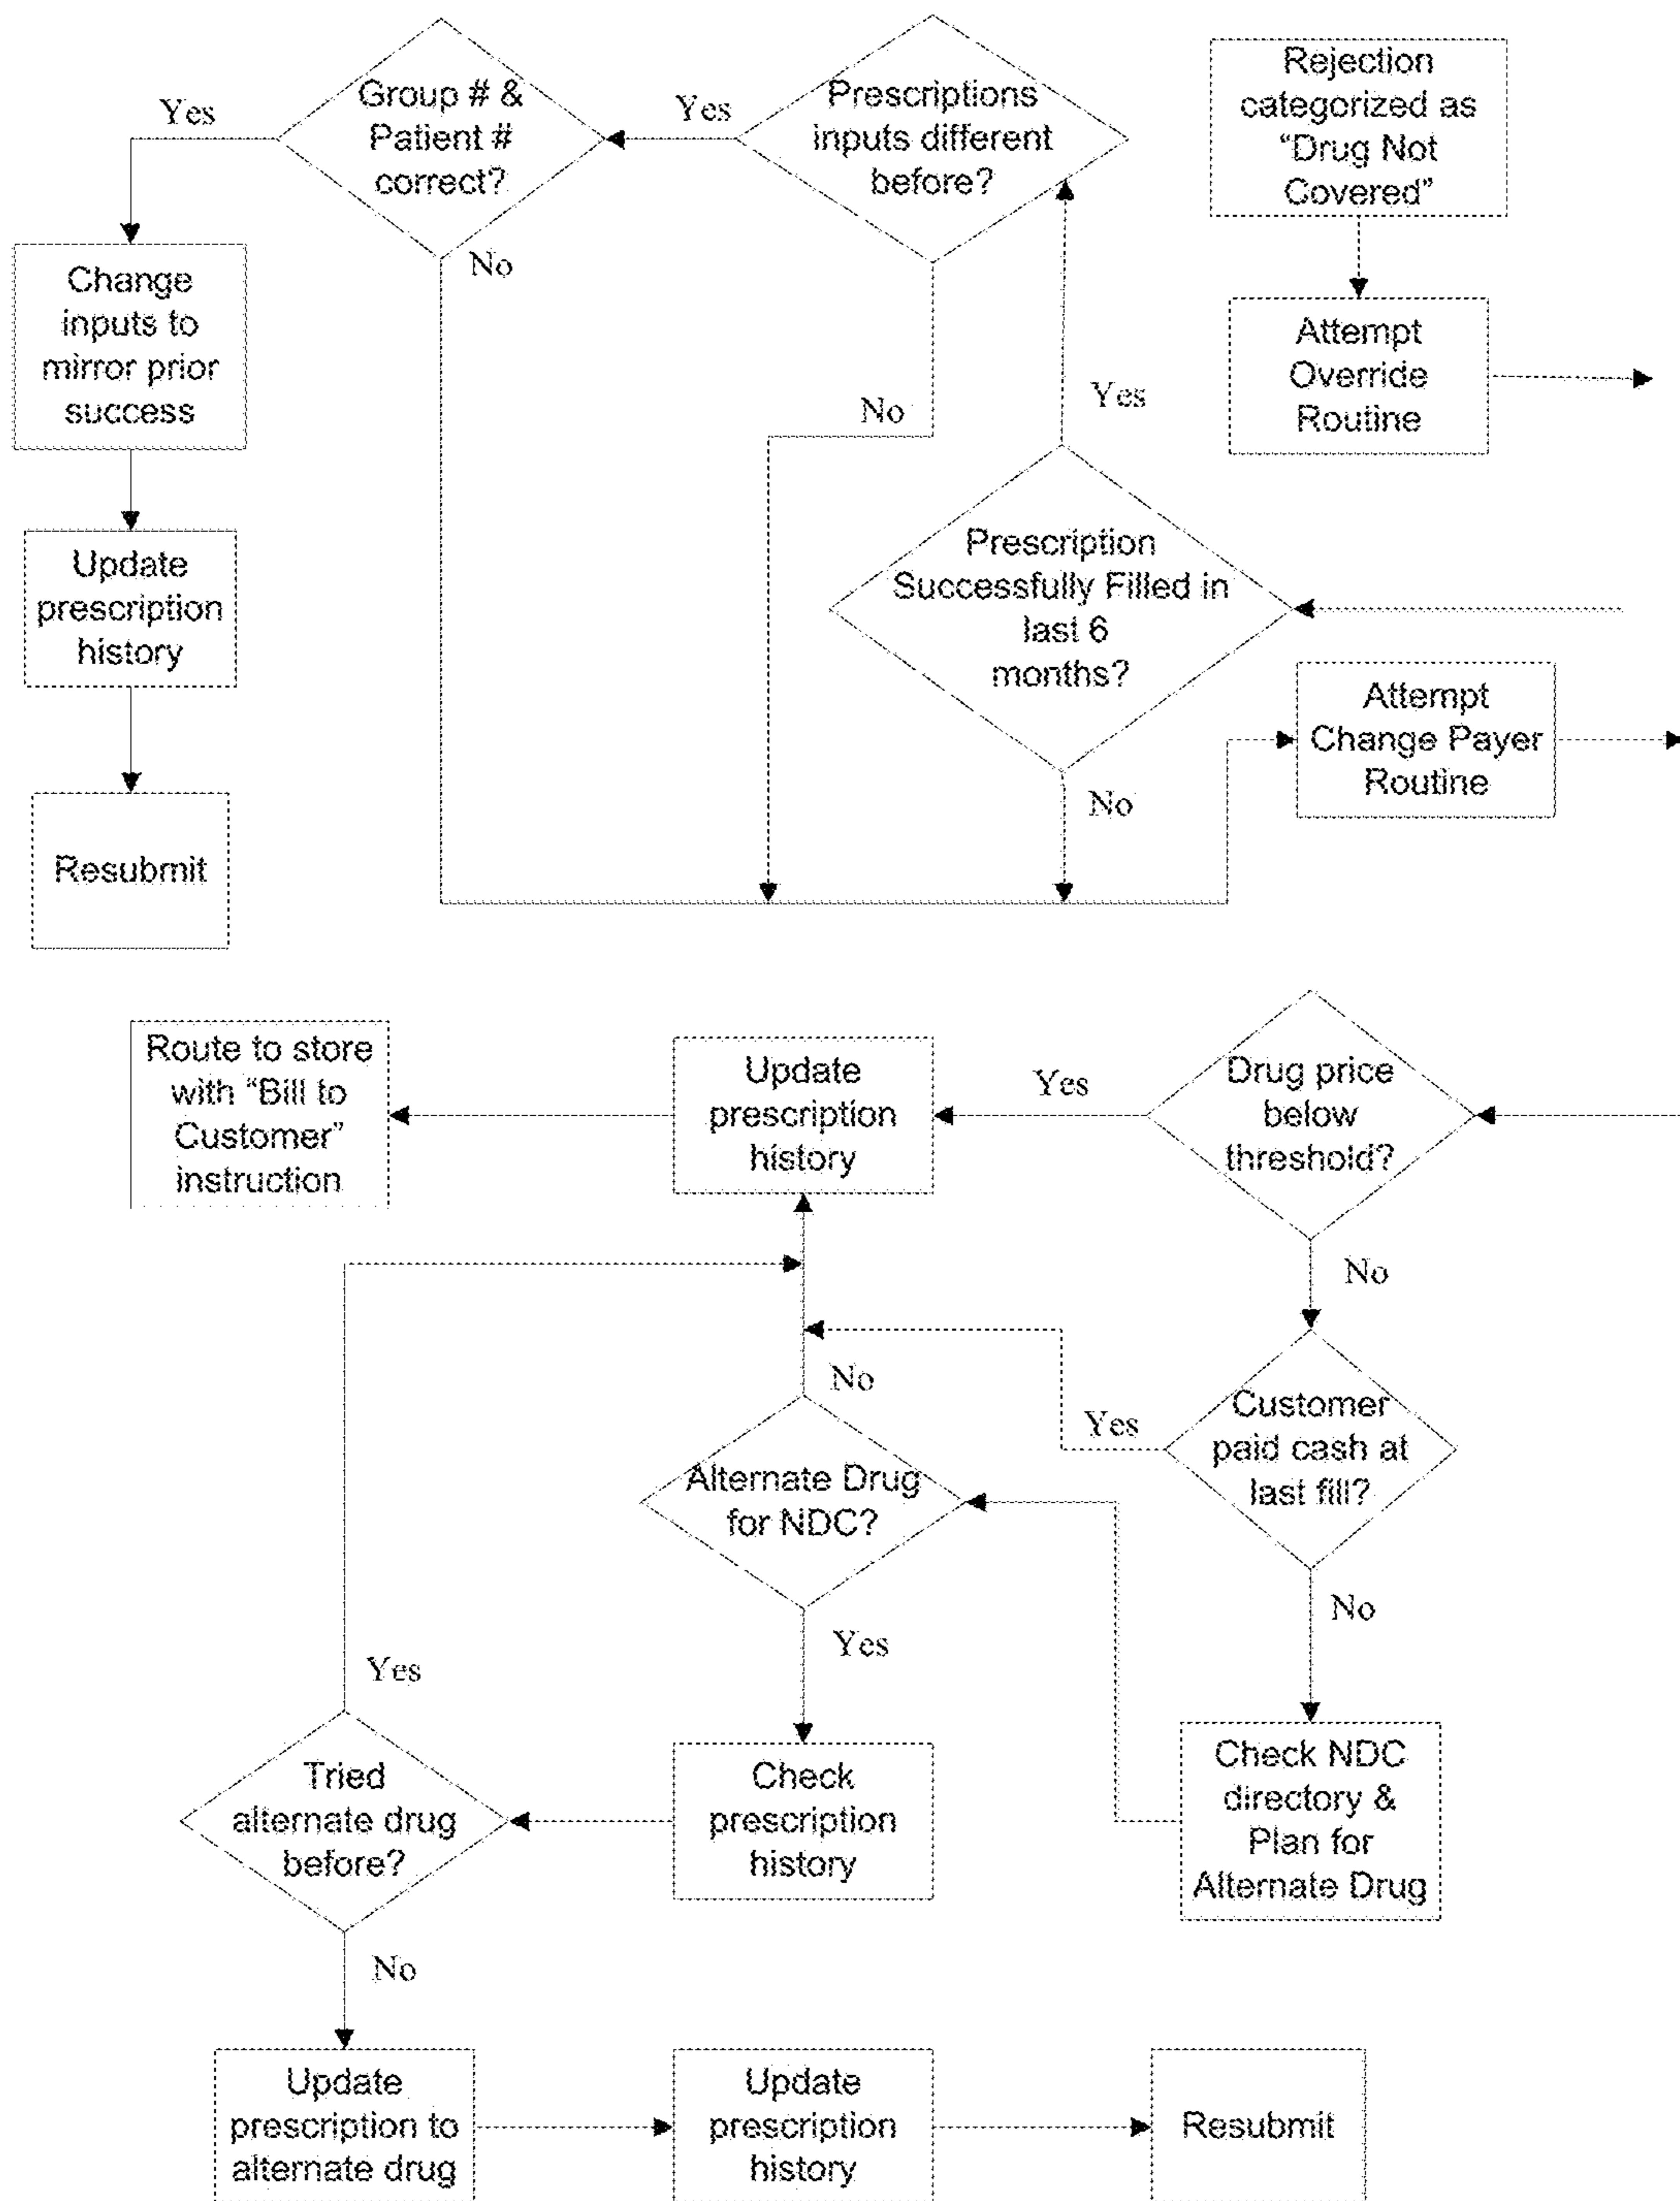 Group # &
Patient #
correct?
Yes
No
Yes
Prescriptions
inputs different
before?
No
Yes
Rejection
categorized as
“Drug Not
Covered”
Attempt
Override
Routine
Change
inputs to
mirror prior
success
Update
prescription
history
Resubmit
Prescription
Successfully Filled in
last 6
months?
No
Attempt
Change Payer
Routine
Route to store
with “Bill to
Customer”
instruction
Update
prescription
history
Yes
Drug price
below
threshold?
No
Customer
paid cash at
last fill?
Yes
No
No
Alternate Drug
for NDC?
Yes
Check NDC
directory &
Plan for
Alternate Drug
Check
prescription
history
Yes
Tried
alternate drug
before?
No
Update
prescription to
alternate drug
Update
prescription
history
Resubmit